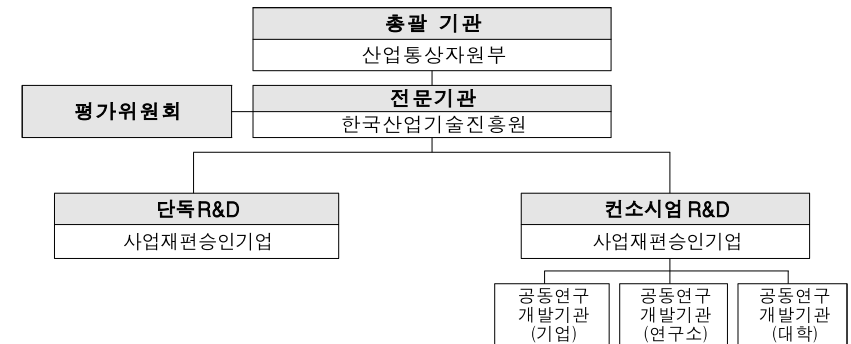 총괄 기관
산업통상자원부
평가위원회
전문기관
한국산업기술진흥원
단독R&D
사업재편승인기업
컨소시엄 R&D
사업재편승인기업
공동연구
개발기관
(기업)
공동연구
개발기관
(연구소)
공동연구
개발기관
(대학)